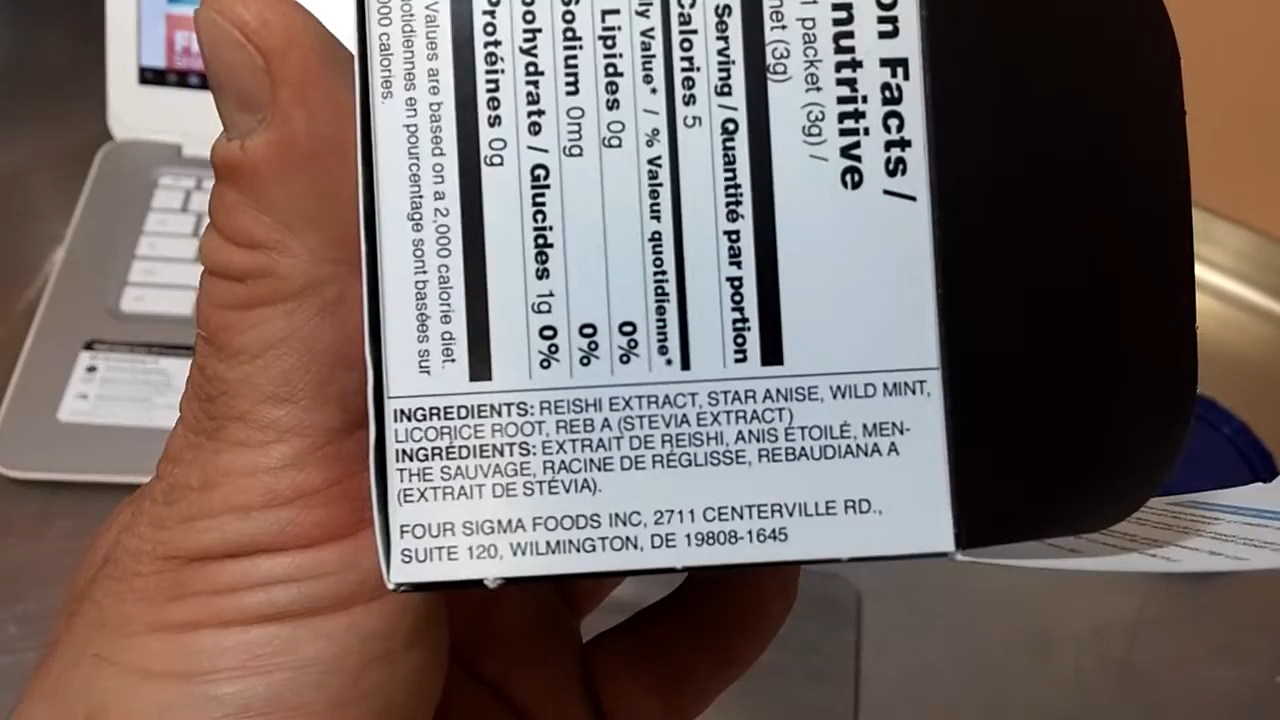 on Facts /
nutritive
1 packet (3g) /
net (3g)
Serving / Quantité par portion
Calories 5
ly Value* / % Valeur quotidienne*
Lipides 0g 0%
Sodium 0mg 0%
bohydrate / Glucides 1g 0%
Protéines 0g
Values are based on a 2,000 calorie diet.
otidiennes en pourcentage sont basées sur
000 calories.
INGREDIENTS: REISHI EXTRACT, STAR ANISE, WILD MINT,
LICORICE ROOT, REB A (STEVIA EXTRACT)
INGRÉDIENTS: EXTRAIT DE REISHI, ANIS ÉTOILÉ, MEN-
THE SAUVAGE, RACINE DE RÉGLISSE, REBAUDIANA A
(EXTRAIT DE STÉVIA).
FOUR SIGMA FOODS INC, 2711 CENTERVILLE RD.,
SUITE 120, WILMINGTON, DE 19808-1645